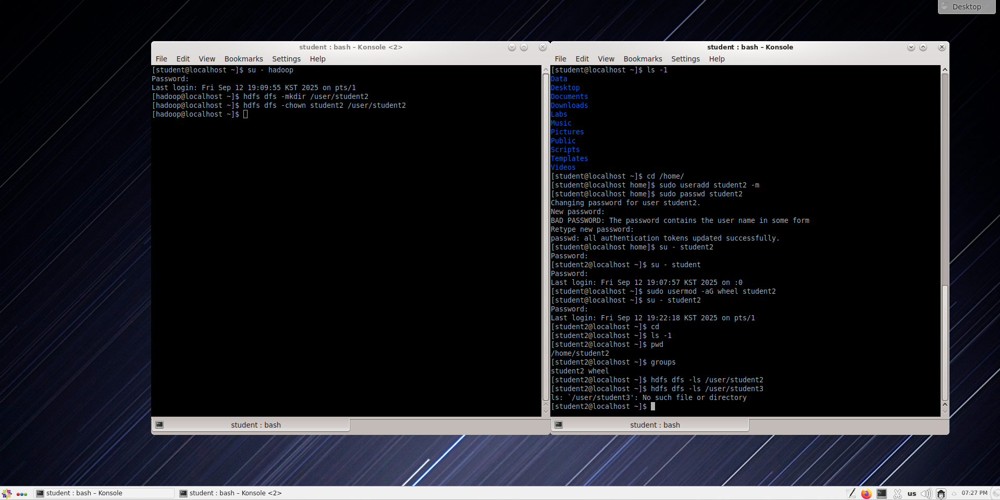 Desktop
student : bash – Konsole <2>
File Edit View Bookmarks Settings Help
[student@localhost ~]$ su - hadoop
Password:
Last login: Fri Sep 12 19:09:55 KST 2025 on pts/1
[hadoop@localhost ~]$ hdfs dfs -mkdir /user/student2
[hadoop@localhost ~]$ hdfs dfs -chown student2 /user/student2
[hadoop@localhost ~]$
student : bash
student : bash – Konsole
File Edit View Bookmarks Settings Help
[student@localhost ~]$ ls -1
Data
Desktop
Documents
Downloads
Labs
Music
Pictures
Public
Scripts
Templates
Videos
[student@localhost ~]$ cd /home/
[student@localhost home]$ sudo useradd student2 -m
[student@localhost home]$ sudo passwd student2
Changing password for user student2.
New password:
BAD PASSWORD: The password contains the user name in some form
Retype new password:
passwd: all authentication tokens updated successfully.
[student@localhost home]$ su - student2
Password:
[student2@localhost ~]$ su - student
Password:
Last login: Fri Sep 12 19:07:57 KST 2025 on :0
[student@localhost ~]$ sudo usermod -aG wheel student2
[student@localhost ~]$ su - student2
Password:
Last login: Fri Sep 12 19:22:18 KST 2025 on pts/1
[student2@localhost ~]$ cd
[student2@localhost ~]$ ls -1
[student2@localhost ~]$ pwd
/home/student2
[student2@localhost ~]$ groups
student2 wheel
[student2@localhost ~]$ hdfs dfs -ls /user/student2
[student2@localhost ~]$ hdfs dfs -ls /user/student3
ls: `/user/student3': No such file or directory
[student2@localhost ~]$
student : bash
student : bash – Konsole
student : bash – Konsole <2>
us
07:27 PM